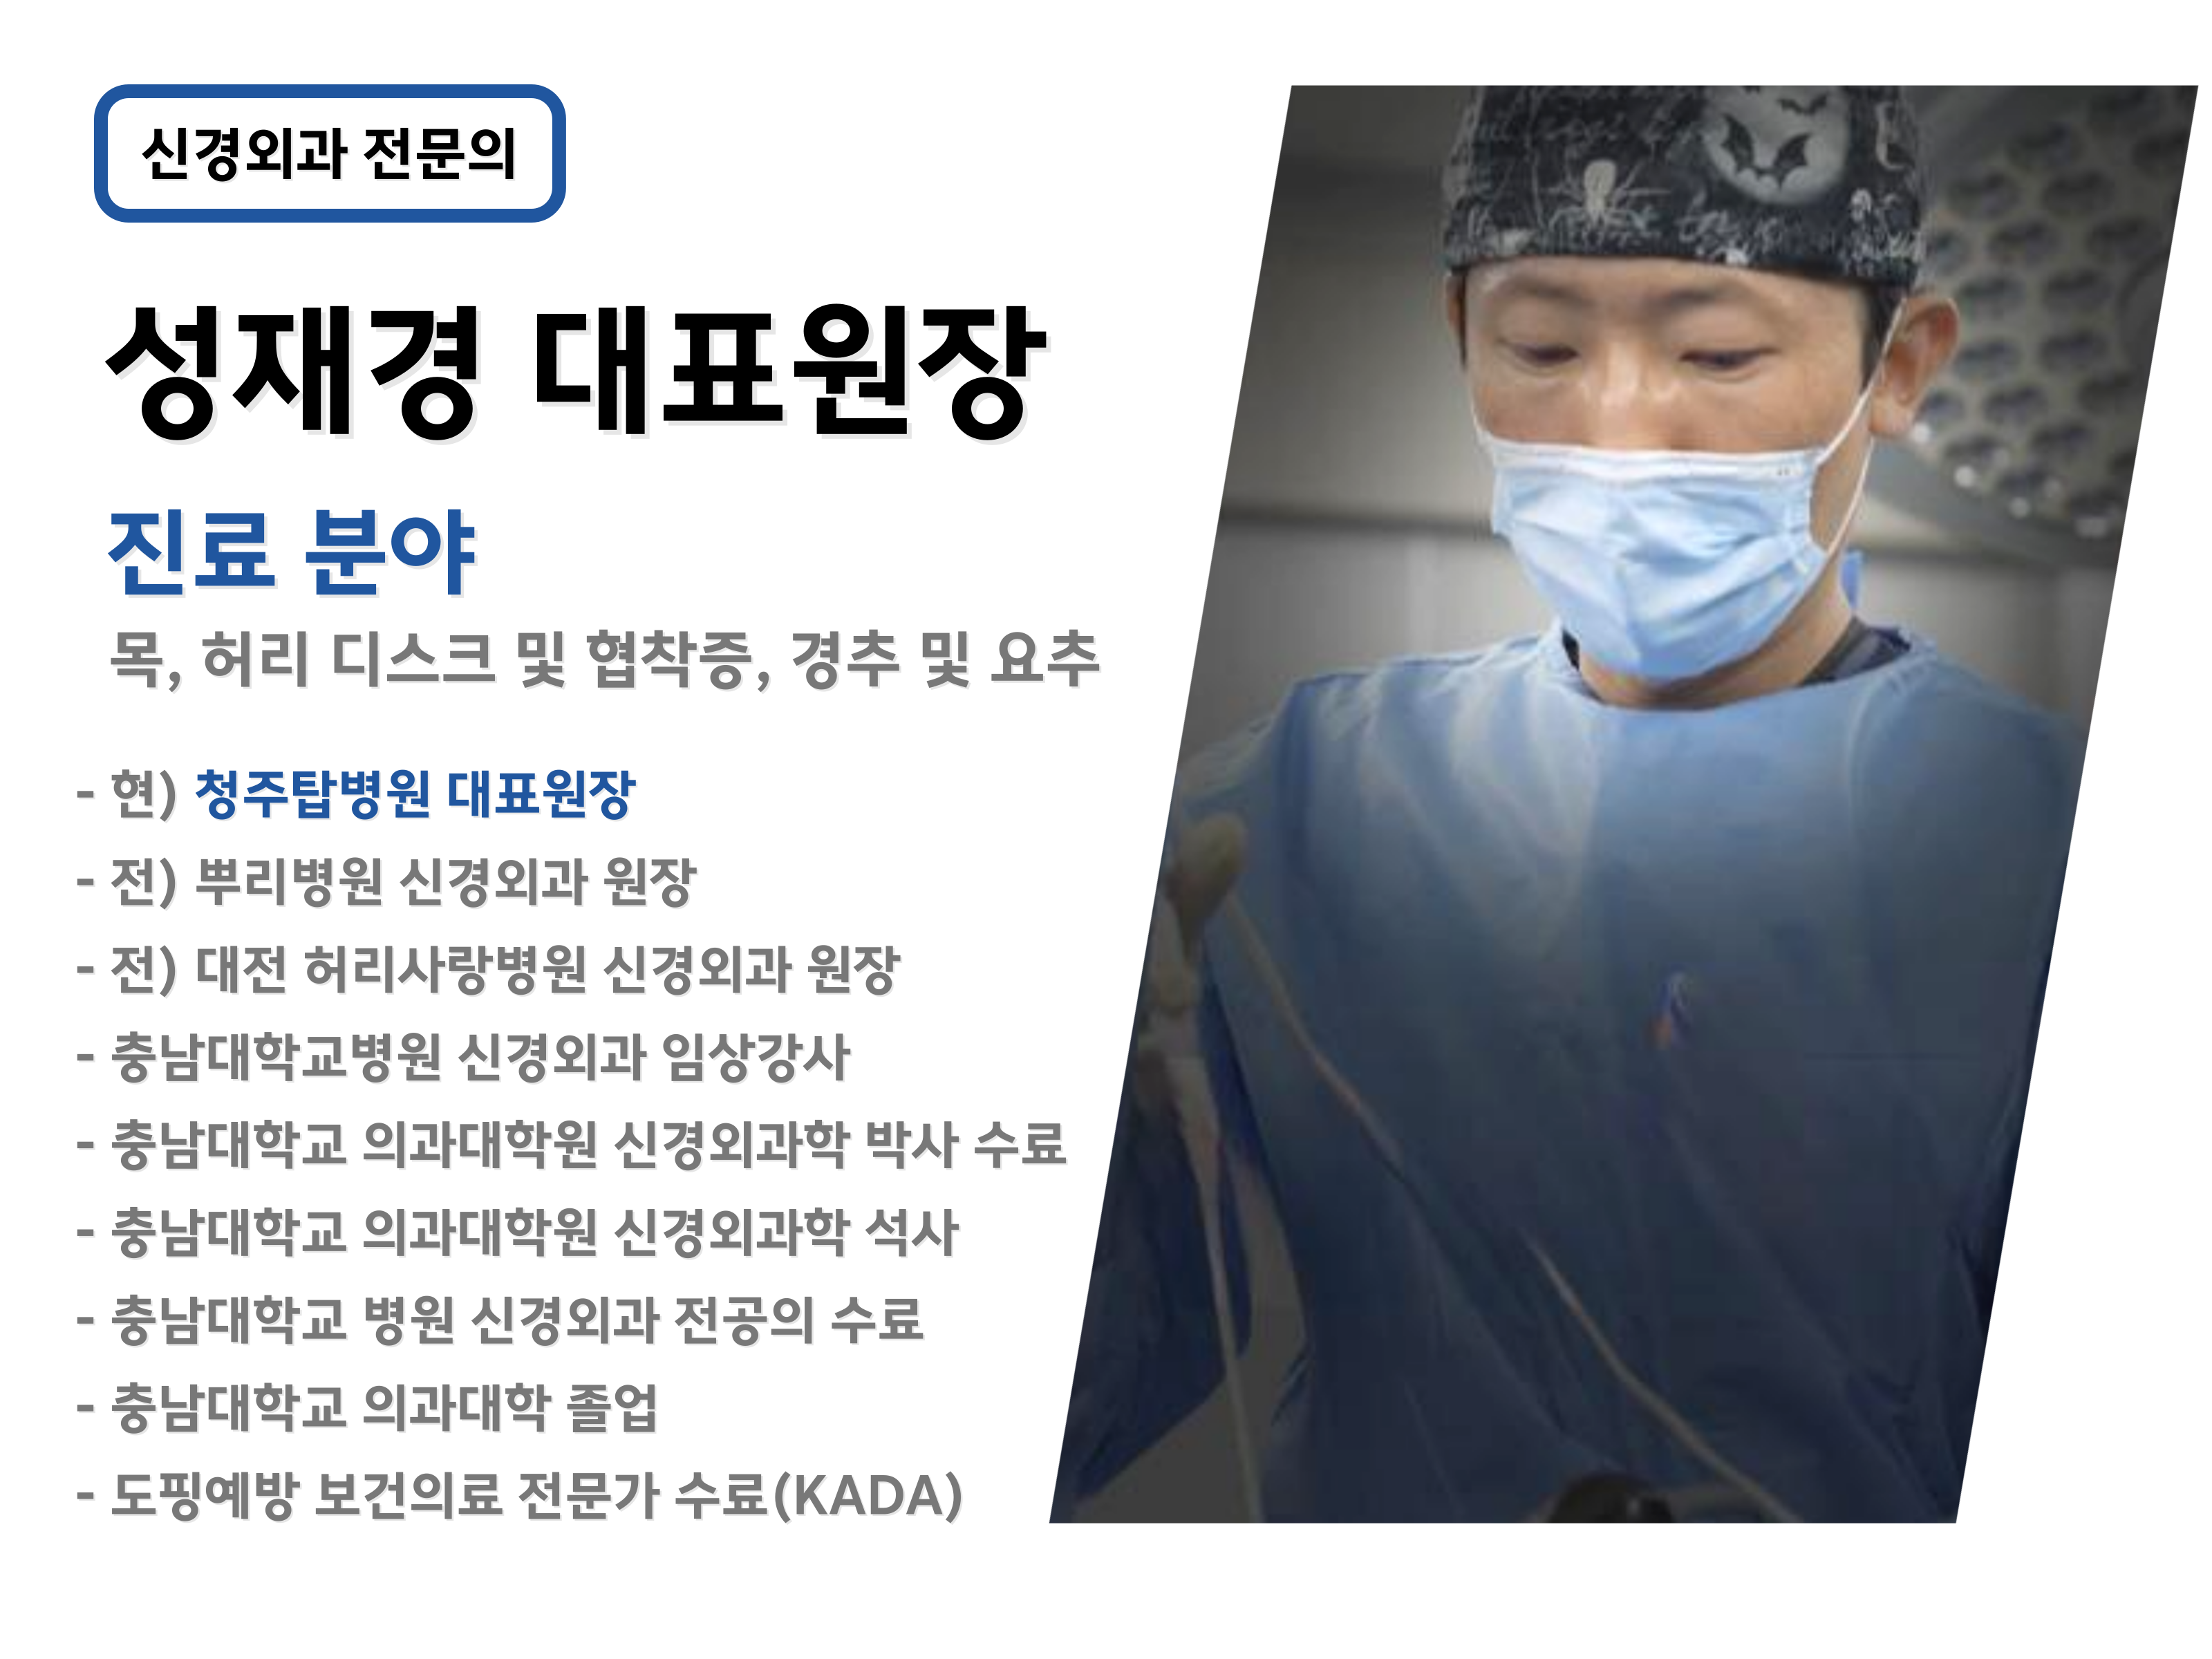 신경외과 전문의
성재경 대표원장
진료 분야
목, 허리 디스크 및 협착증, 경추 및 요추
- 현) 청주탑병원 대표원장
- 전) 뿌리병원 신경외과 원장
- 전) 대전 허리사랑병원 신경외과 원장
- 충남대학교병원 신경외과 임상강사
- 충남대학교 의과대학원 신경외과학 박사 수료
- 충남대학교 의과대학원 신경외과학 석사
- 충남대학교 병원 신경외과 전공의 수료
- 충남대학교 의과대학 졸업
- 도핑예방 보건의료 전문가 수료(KADA)